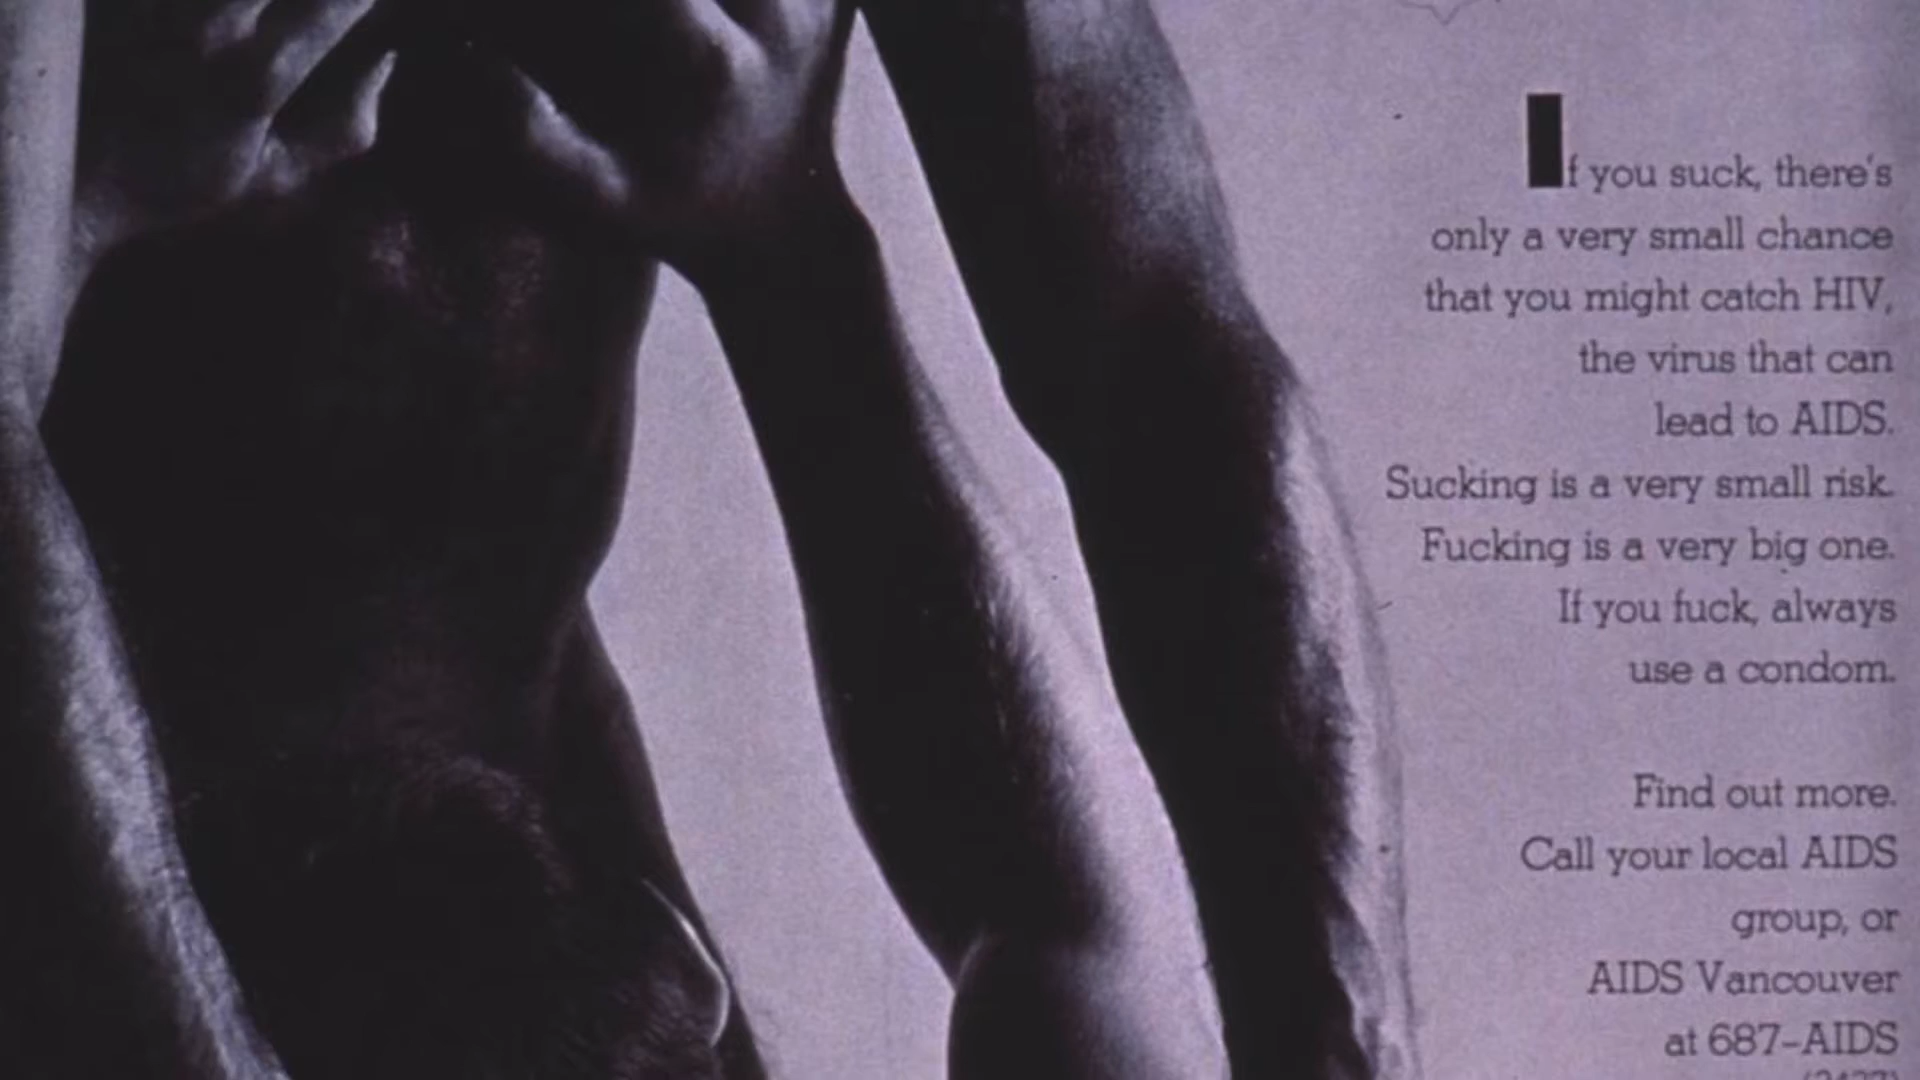 If you suck, there's
only a very small chance
that you might catch HIV,
the virus that can
lead to AIDS.
Sucking is a very small risk.
Fucking is a very big one.
If you fuck, always
use a condom.
Find out more.
Call your local AIDS
group, or
AIDS Vancouver
at 687-AIDS